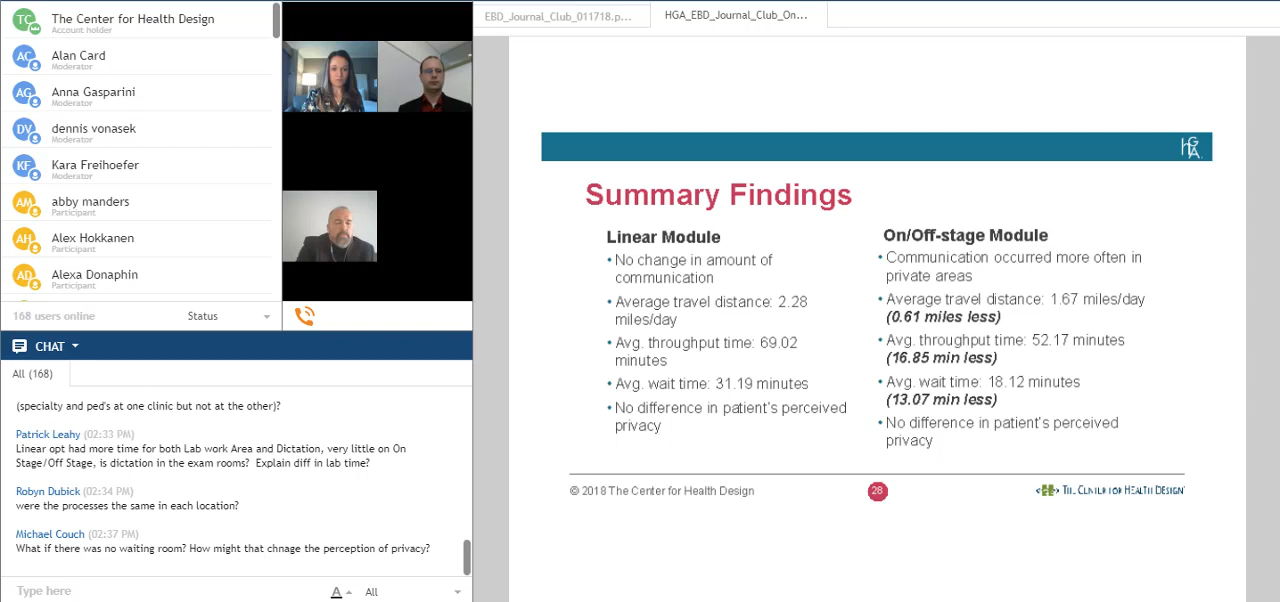 TC The Center for Health Design
Account holder
AC Alan Card
Moderator
AG Anna Gasparini
Moderator
DV dennis vonasek
Moderator
KF Kara Freihoefer
Moderator
AM abby manders
Participant
AH Alex Hokkanen
Participant
AD Alexa Donaphin
Participant
168 users online
Status
CHAT
All (168)
(specialty and ped's at one clinic but not at the other)?
Patrick Leahy (02:33 PM)
Linear opt had more time for both Lab work Area and Dictation, very little on On
Stage/Off Stage, is dictation in the exam rooms? Explain diff in lab time?
Robyn Dubick (02:34 PM)
were the processes the same in each location?
Michael Couch (02:37 PM)
What if there was no waiting room? How might that chnage the perception of privacy?
Type here
A
All
EBD_Journal_Club_011718.p...
HGA_EBD_Journal_Club_On...
HGA
Summary Findings
Linear Module
•No change in amount of
communication
•Average travel distance: 2.28
miles/day
•Avg. throughput time: 69.02
minutes
•Avg. wait time: 31.19 minutes
•No difference in patient's perceived
privacy
On/Off-stage Module
•Communication occurred more often in
private areas
•Average travel distance: 1.67 miles/day
(0.61 miles less)
•Avg. throughput time: 52.17 minutes
(16.85 min less)
•Avg. wait time: 18.12 minutes
(13.07 min less)
•No difference in patient's perceived
privacy
© 2018 The Center for Health Design
28
The Center for Health Design